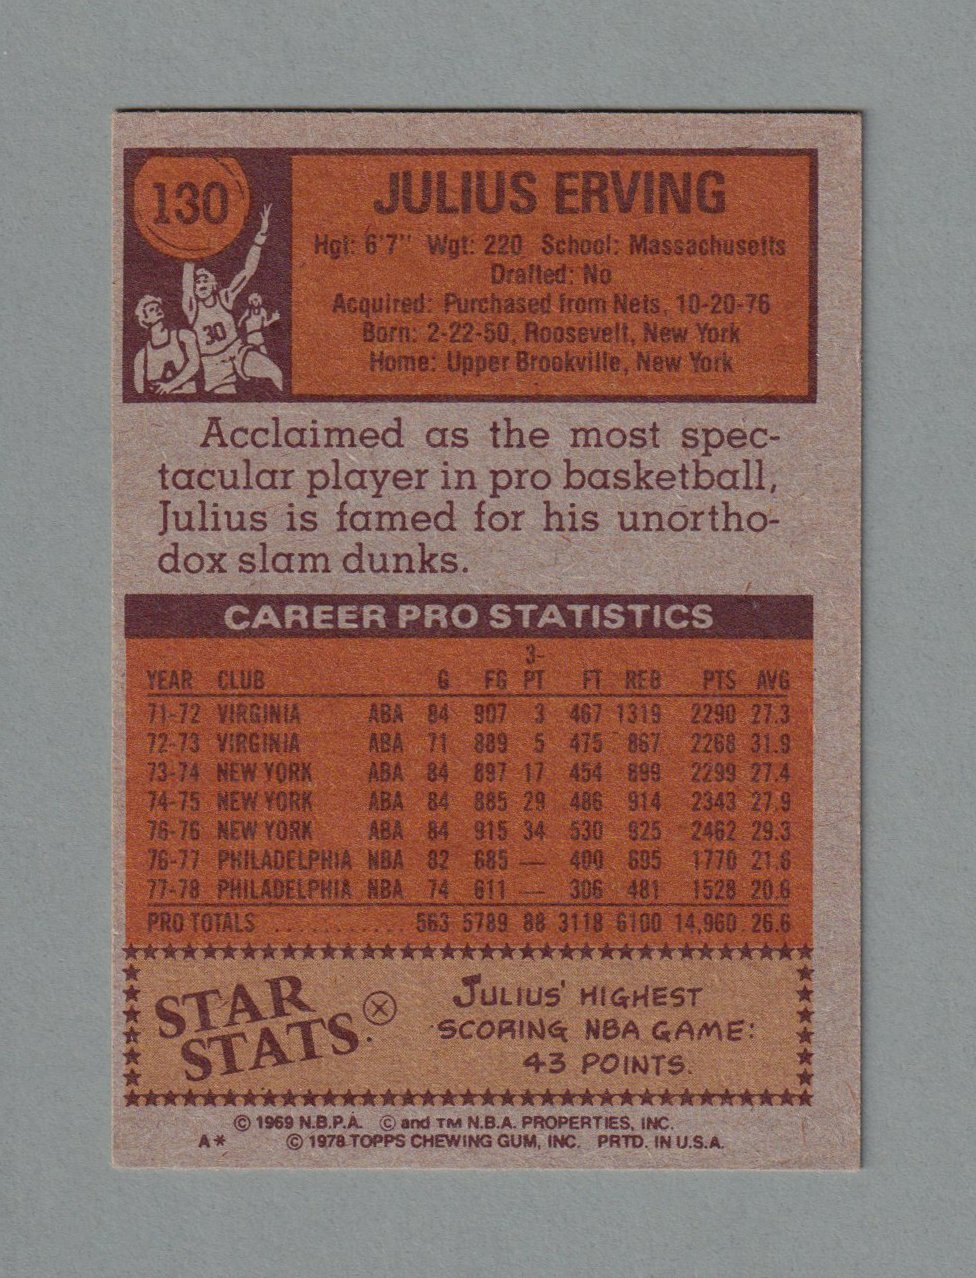 130
30
JULIUS ERVING
Hgt: 6'7" Wgt: 220 School: Massachusetts
Drafted: No
Acquired: Purchased from Nets, 10-20-76
Born: 2-22-50, Roosevelt, New York
Home: Upper Brookville, New York
Acclaimed as the most spec-
tacular player in pro basketball,
Julius is famed for his unortho-
dox slam dunks.
CAREER PRO STATISTICS
YEAR CLUB G FG 3-PT FT REB PTS AVG
71-72 VIRGINIA ABA 84 907 3 467 1319 2290 27.3
72-73 VIRGINIA ABA 71 889 5 475 867 2268 31.9
73-74 NEW YORK ABA 84 897 17 454 899 2299 27.4
74-75 NEW YORK ABA 84 885 29 486 914 2343 27.9
76-76 NEW YORK ABA 84 915 34 530 925 2462 29.3
76-77 PHILADELPHIA NBA 82 685 — 400 695 1770 21.6
77-78 PHILADELPHIA NBA 74 611 — 306 481 1528 20.6
PRO TOTALS ........... 563 5789 88 3118 6100 14,960 26.6
STAR
STATS.
JULIUS' HIGHEST
SCORING NBA GAME:
43 POINTS.
© 1969 N.B.P.A. © and TM N.B.A. PROPERTIES, INC.
A* © 1978 TOPPS CHEWING GUM, INC. PRTD. IN U.S.A.